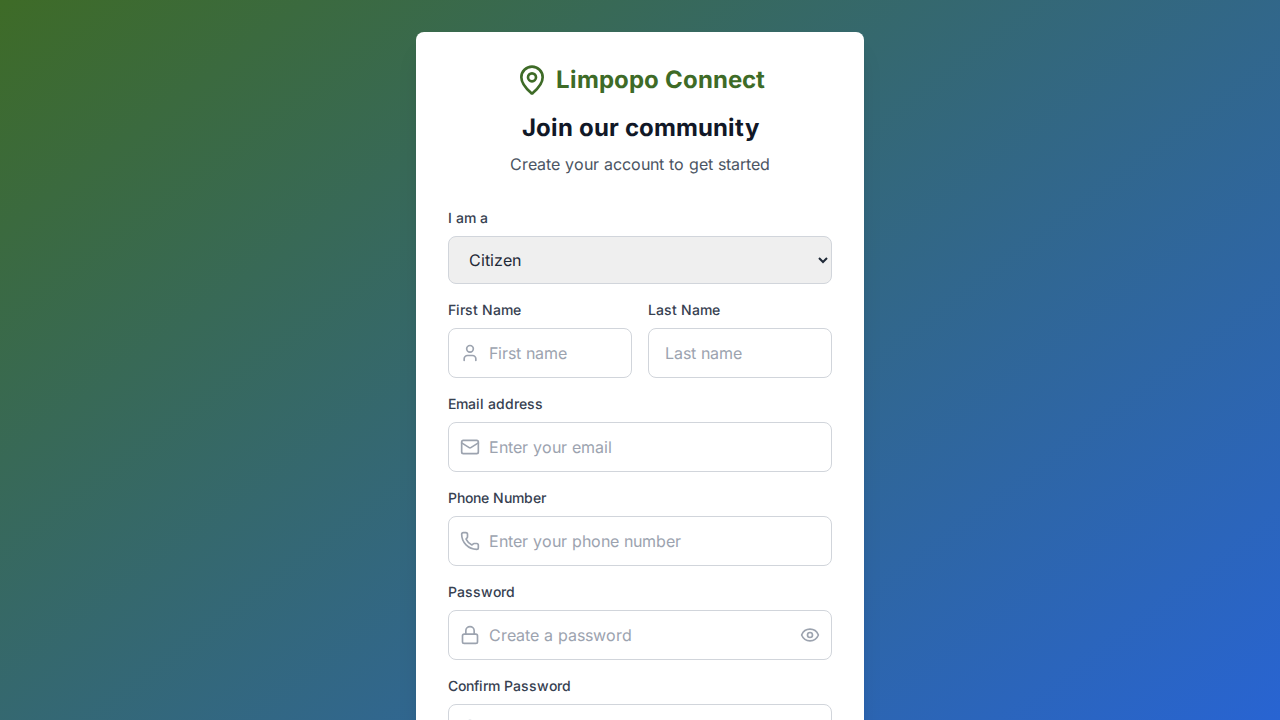 Limpopo Connect
Join our community
Create your account to get started
I am a
Citizen
First Name Last Name
First name Last name
Email address
Enter your email
Phone Number
Enter your phone number
Password
Create a password
Confirm Password